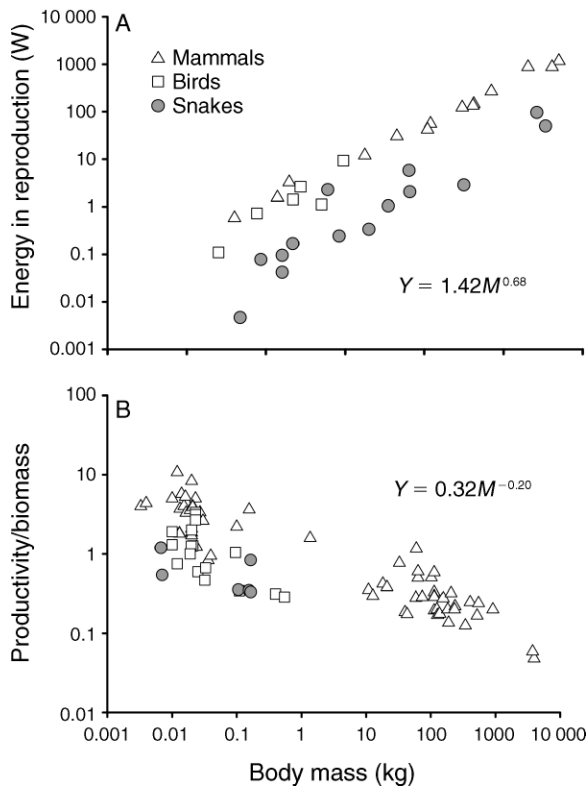 A
Mammals
Birds
Snakes
Energy in reproduction (W)
10 000
1000
100
10
1
0.1
0.01
0.001
Y = 1.42M^0.68
B
Productivity/biomass
100
10
1
0.1
0.01
Y = 0.32M^−0.20
0.001 0.01 0.1 1 10 100 1000 10 000
Body mass (kg)